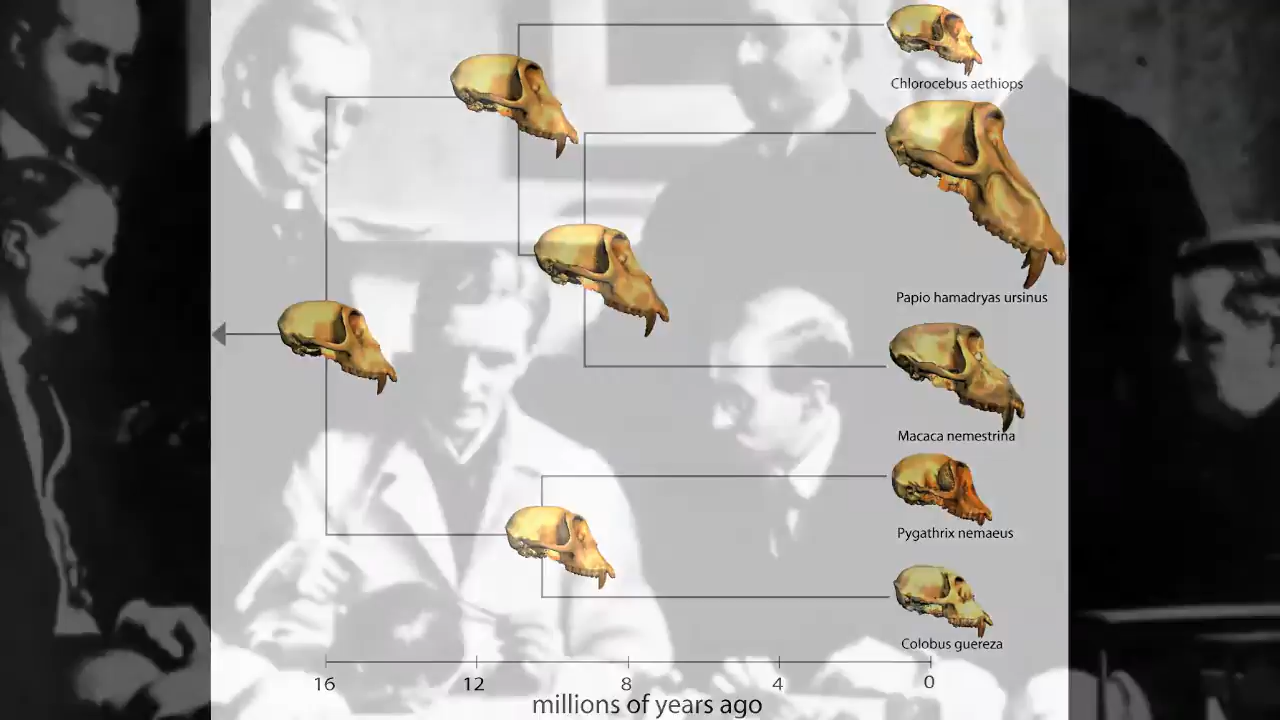 Chlorocebus aethiops
Papio hamadryas ursinus
Macaca nemestrina
Pygathrix nemaeus
Colobus guereza
16 12 8 4 0
millions of years ago